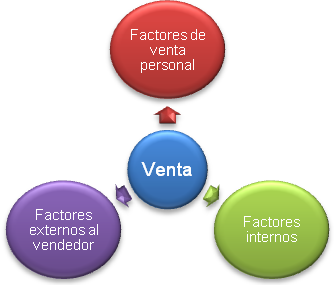 Factores de
venta
personal
Venta
Factores
externos al
vendedor
Factores
internos